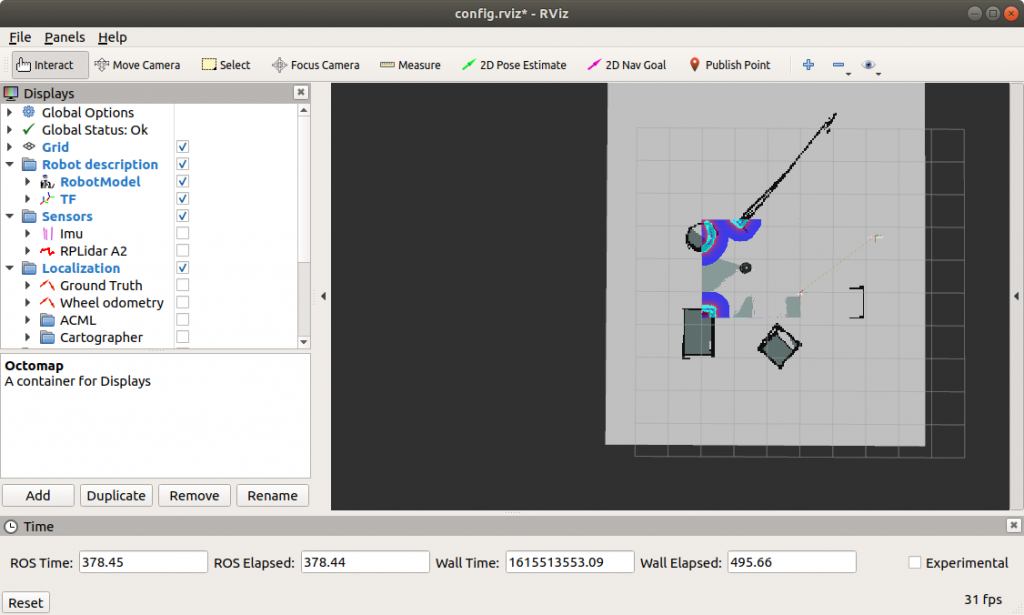 config.rviz* - RViz
File Panels Help
Interact Move Camera Select Focus Camera Measure 2D Pose Estimate 2D Nav Goal Publish Point
Displays
Global Options
Global Status: Ok
Grid
Robot description
RobotModel
TF
Sensors
Imu
RPLidar A2
Localization
Ground Truth
Wheel odometry
ACML
Cartographer
Octomap
A container for Displays
Add Duplicate Remove Rename
Time
ROS Time: 378.45 ROS Elapsed: 378.44 Wall Time: 1615513553.09 Wall Elapsed: 495.66 Experimental
Reset 31 fps